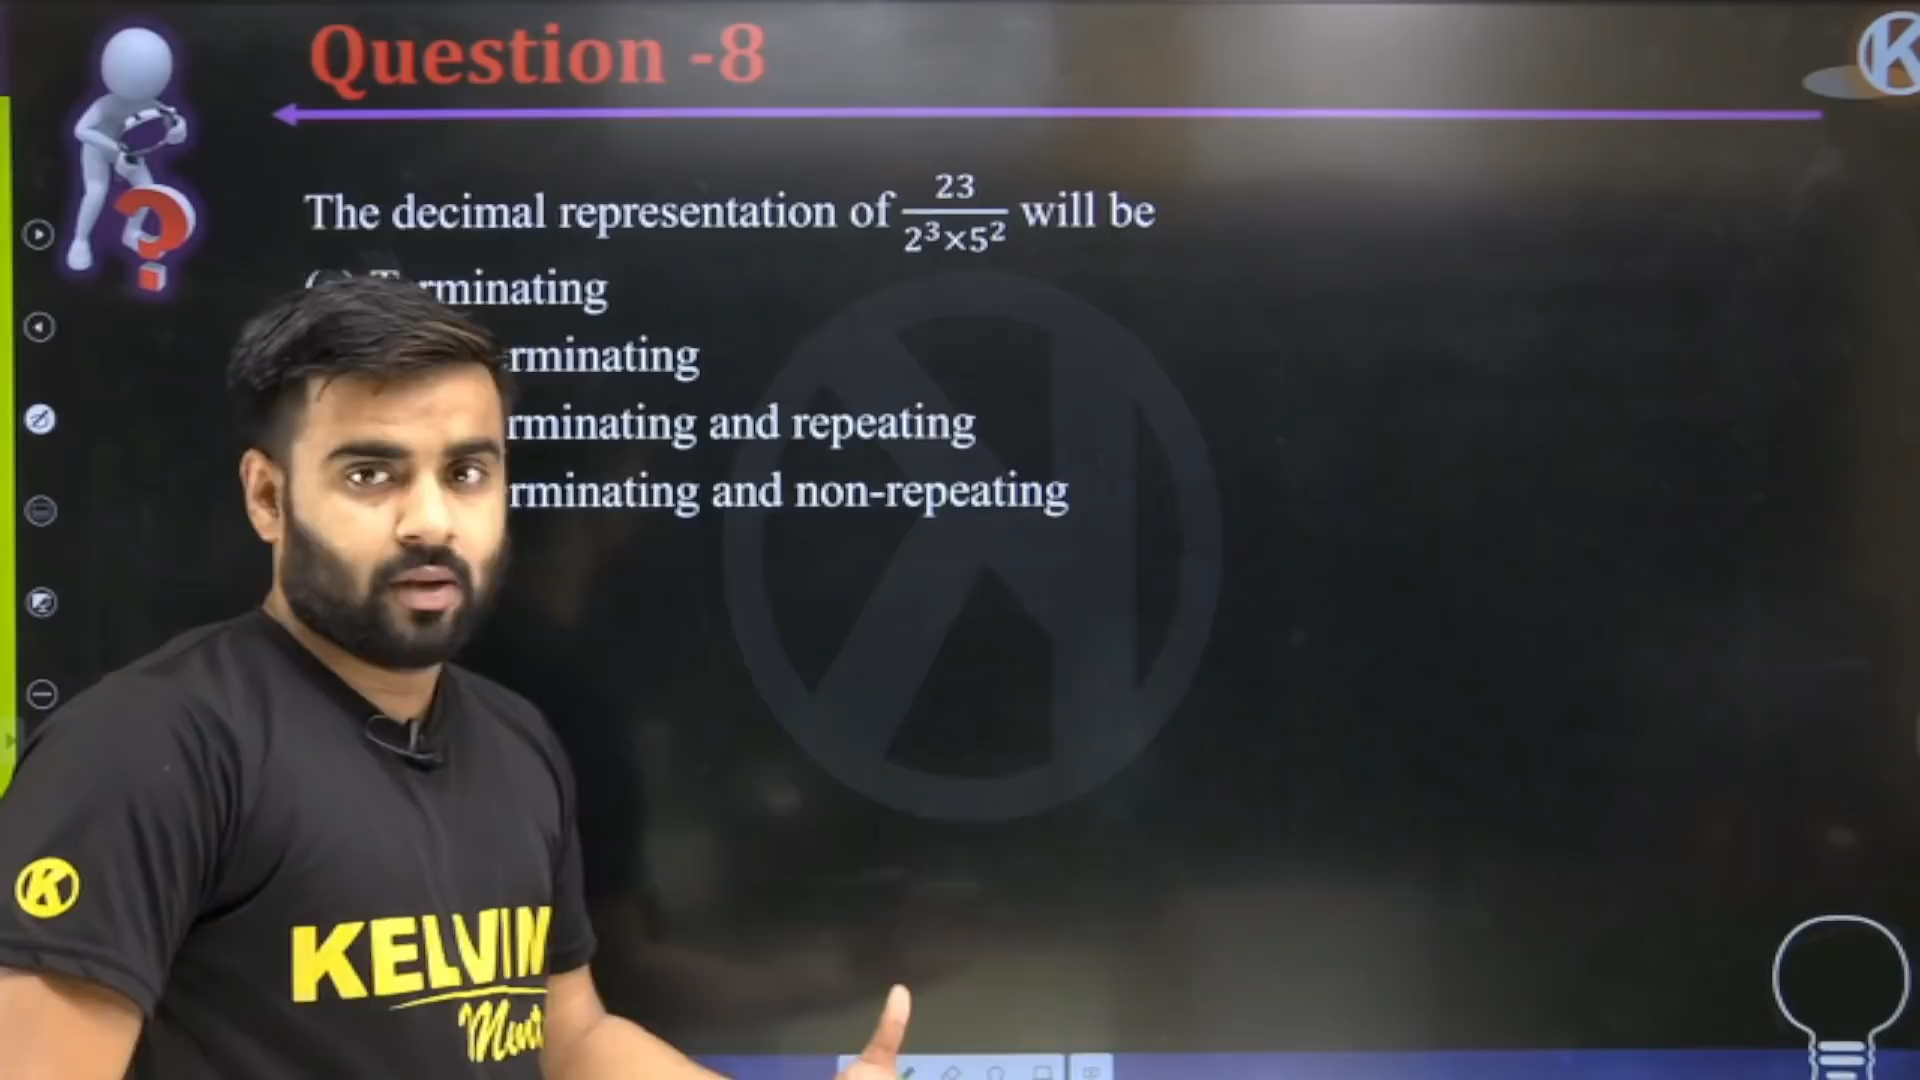 Question -8
The decimal representation of 23/2³×5² will be
rminating
rminating
rminating and repeating
rminating and non-repeating
K
KELVIN
K